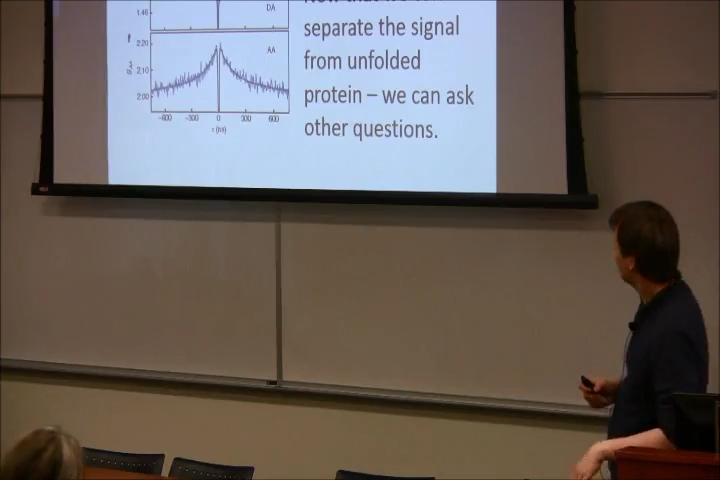 separate the signal
from unfolded
protein – we can ask
other questions.
1.46
DA
f
2.20
2.10
2.00
AA
-600
-300
0
300
600
τ (ns)